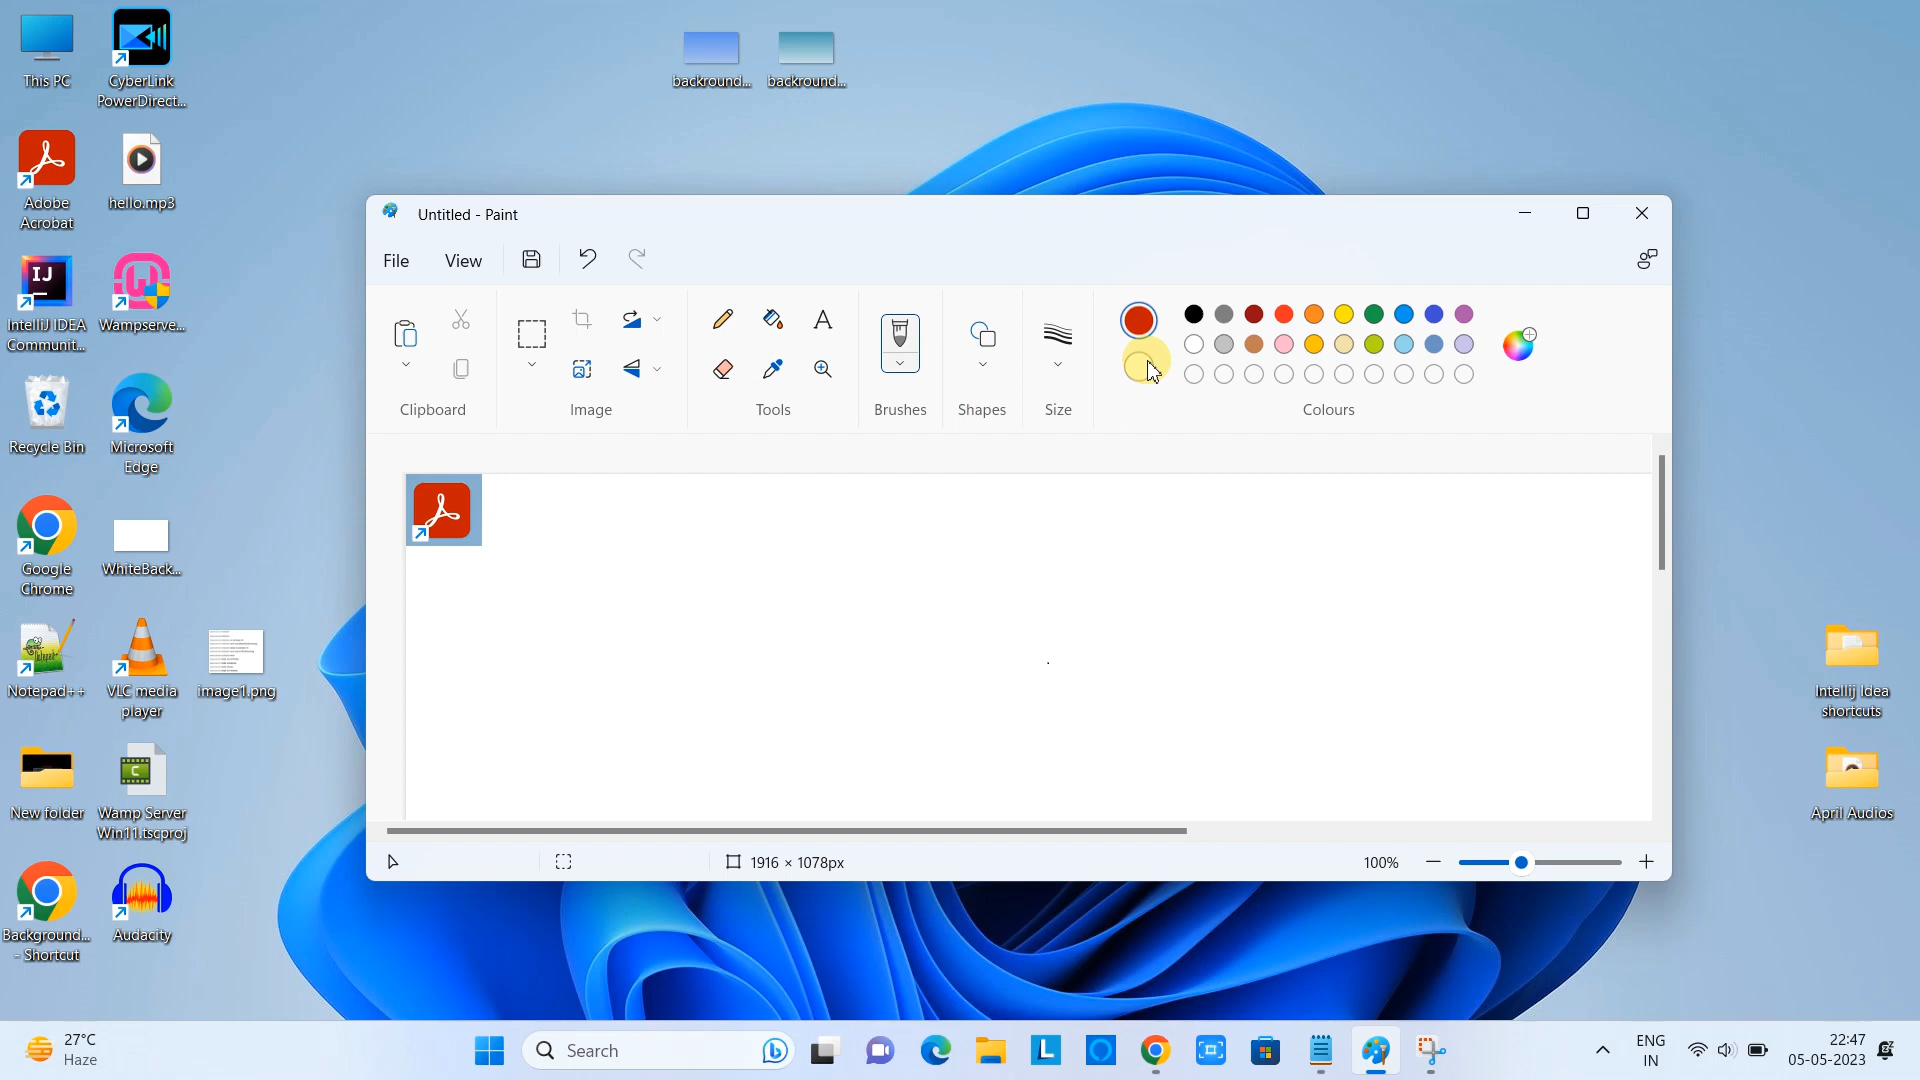 This PC
CyberLink
PowerDirect...
backround...
backround...
Adobe
Acrobat
hello.mp3
IntelliJ IDEA
Communit...
Wampserve...
Recycle Bin
Microsoft
Edge
Google
Chrome
WhiteBack...
Notepad++
VLC media
player
image1.png
New folder
Wamp Server
Win11.tscproj
Background...
- Shortcut
Audacity
Untitled - Paint
File
View
Clipboard
Image
Tools
Brushes
Shapes
Size
Colours
1916 × 1078px
100%
Intellij Idea
shortcuts
April Audios
27°C
Haze
Search
ENG
IN
22:47
05-05-2023